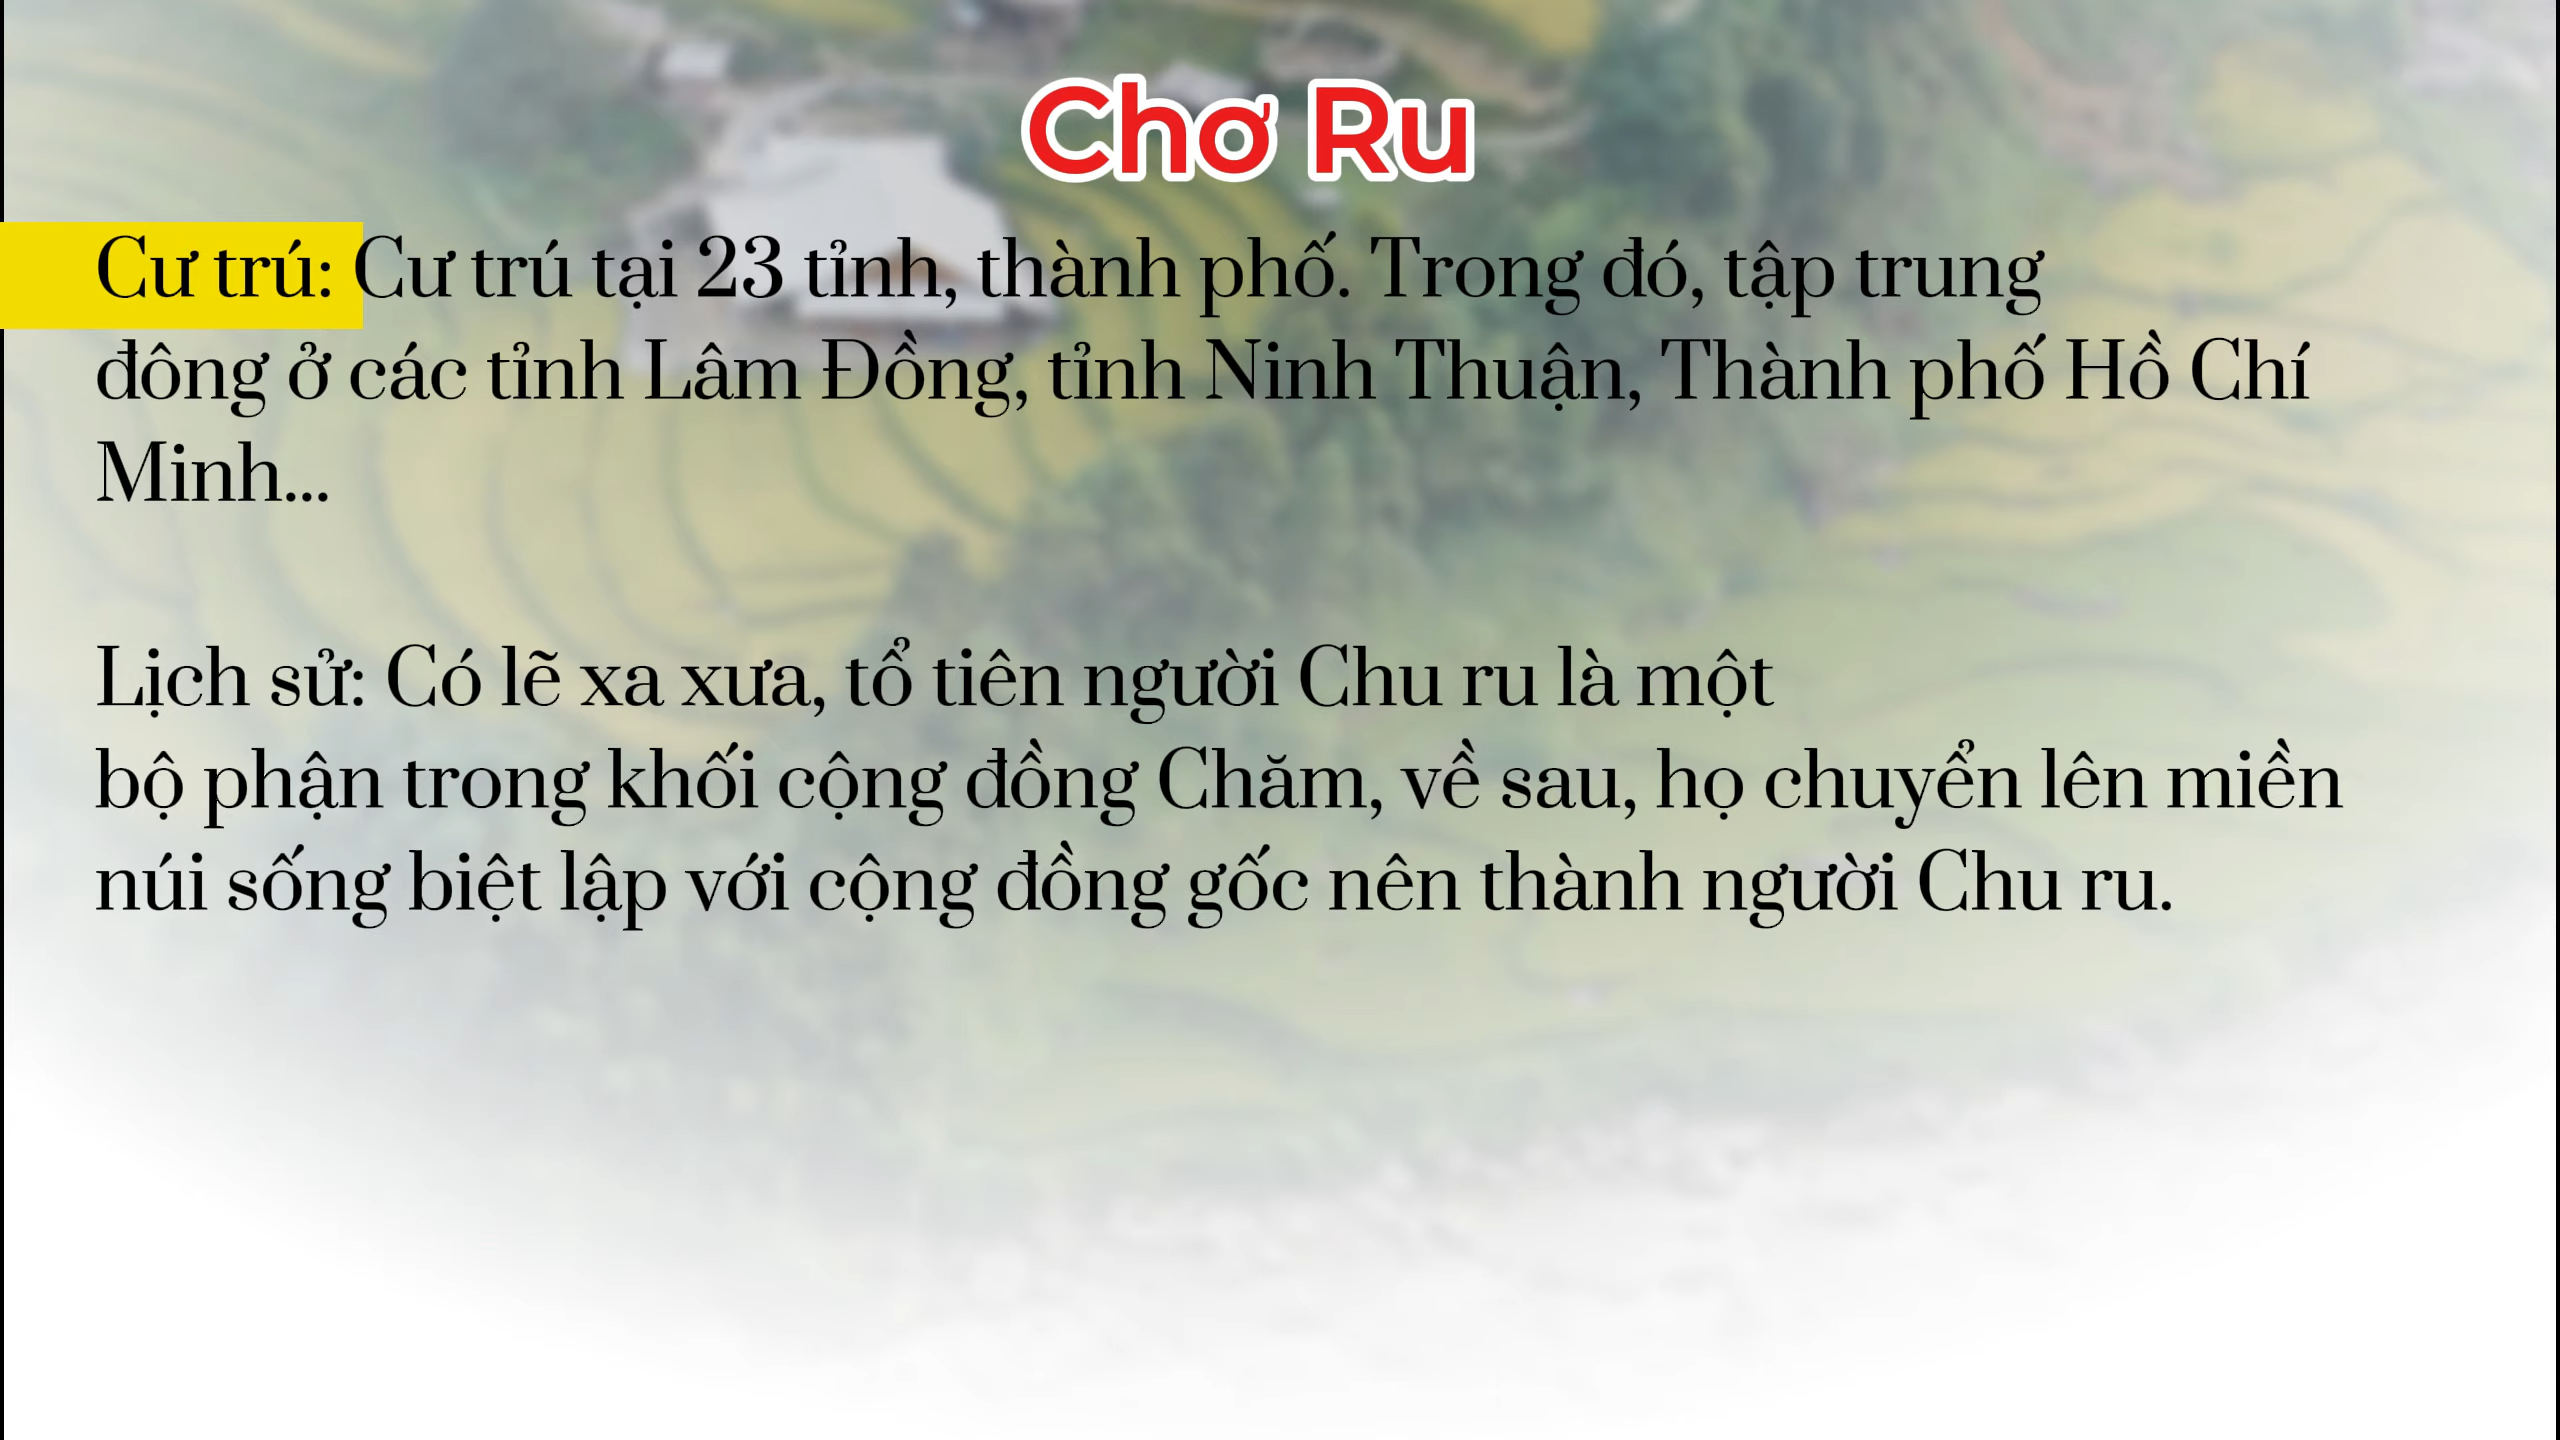 Chơ Ru
Cư trú: Cư trú tại 23 tỉnh, thành phố. Trong đó, tập trung
đông ở các tỉnh Lâm Đồng, tỉnh Ninh Thuận, Thành phố Hồ Chí
Minh...
Lịch sử: Có lẽ xa xưa, tổ tiên người Chu ru là một
bộ phận trong khối cộng đồng Chăm, về sau, họ chuyển lên miền
núi sống biệt lập với cộng đồng gốc nên thành người Chu ru.